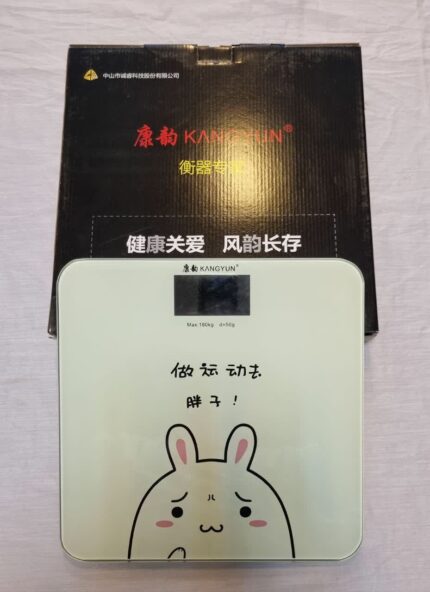 中山市诚睿科技股份有限公司
康韵 KANGYUN®
衡器专家
健康关爱 风韵长存
康韵 KANGYUN®
Max 180kg d=50g
做运动去
胖子！